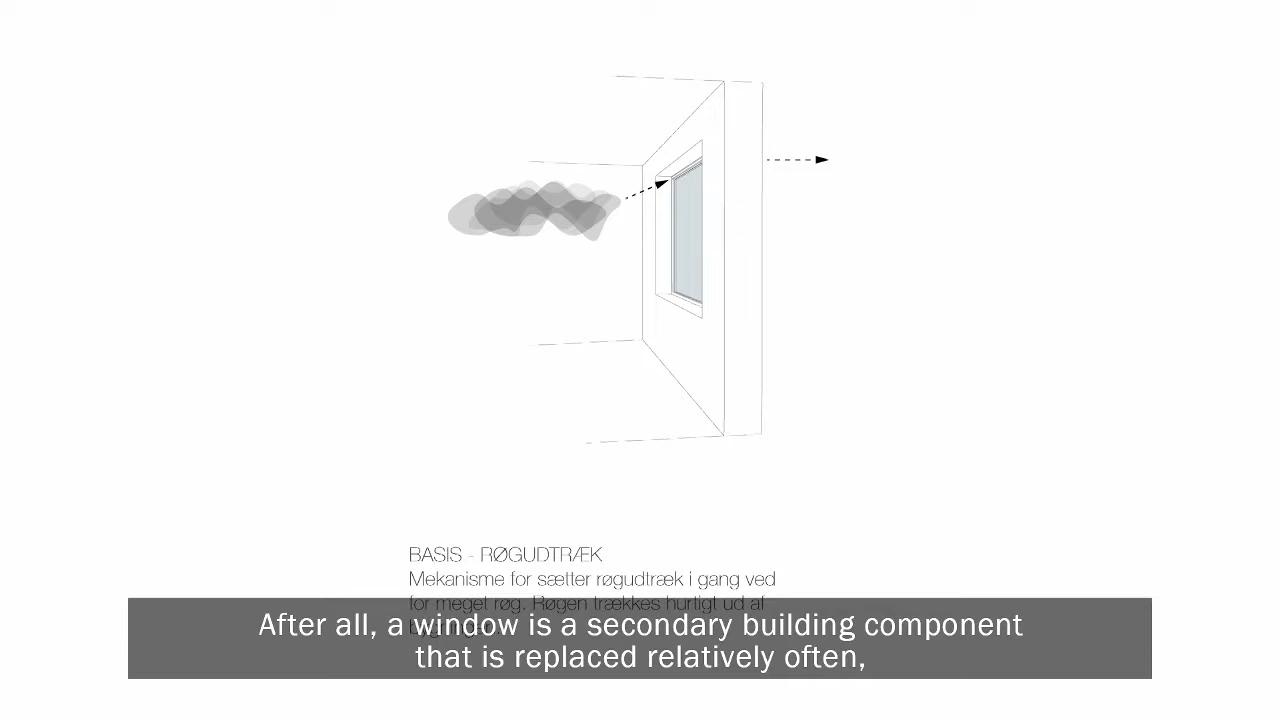 BASIS - RØGUDTRÆK
Mekanisme for sætter røgudtræk i gang ved
for meget røg. Røgen trækkes hurtigt ud af
After all, a window is a secondary building component
that is replaced relatively often,